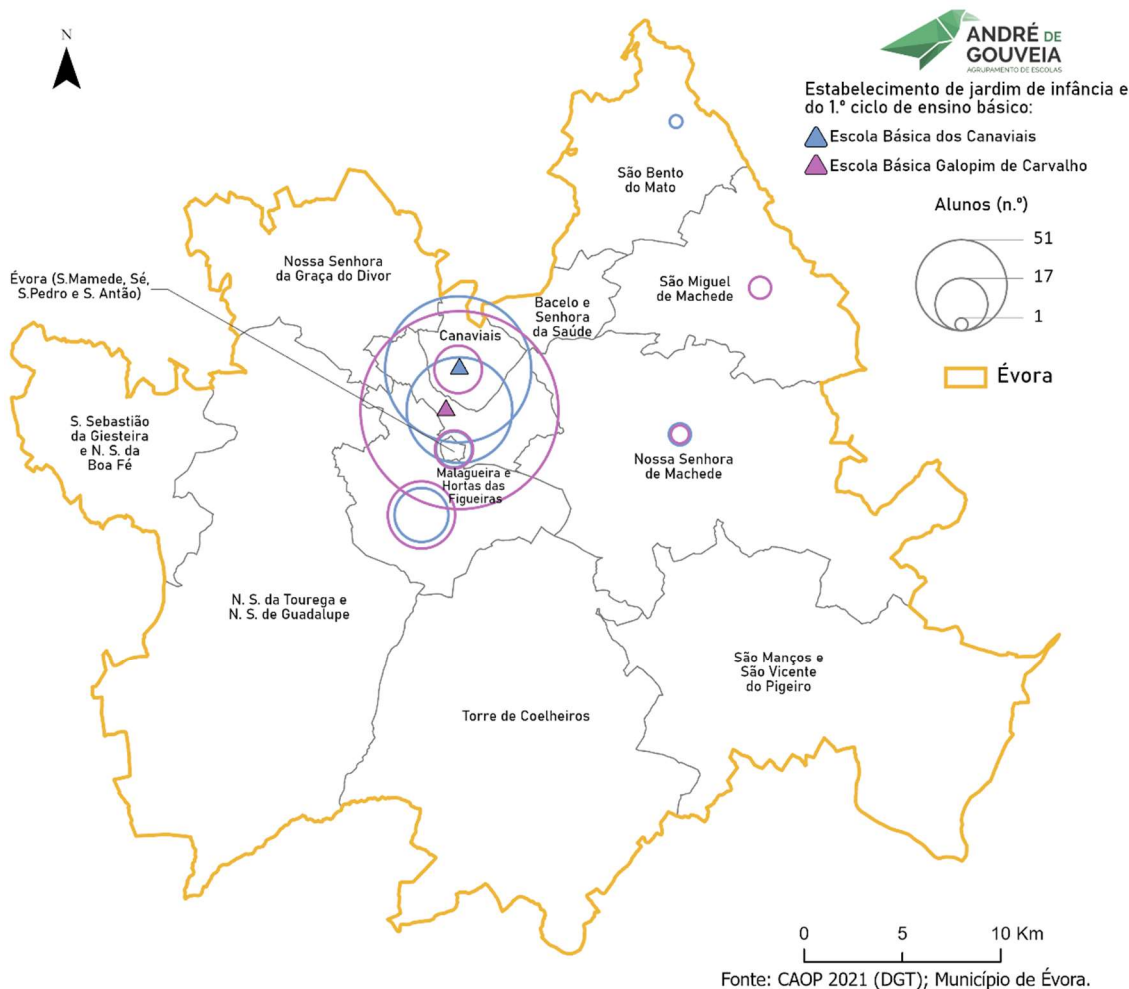 N
ANDRÉ DE
GOUVEIA
AGRUPAMENTO DE ESCOLAS
Estabelecimento de jardim de infância e
do 1.º ciclo de ensino básico:
Escola Básica dos Canaviais
Escola Básica Galopim de Carvalho
Alunos (n.º)
51
17
1
Évora
São Bento
do Mato
Nossa Senhora
da Graça do Divor
Évora (S.Mamede, Sé,
S.Pedro e S. Antão)
São Miguel
de Machede
Bacelo e
Senhora
da Saúde
Canaviais
S. Sebastião
da Giesteira
e N. S. da
Boa Fé
Nossa Senhora
de Machede
Malagueira e
Hortas das
Figueiras
N. S. da Tourega e
N. S. de Guadalupe
São Manços e
São Vicente
do Pigeiro
Torre de Coelheiros
0 5 10 Km
Fonte: CAOP 2021 (DGT); Município de Évora.